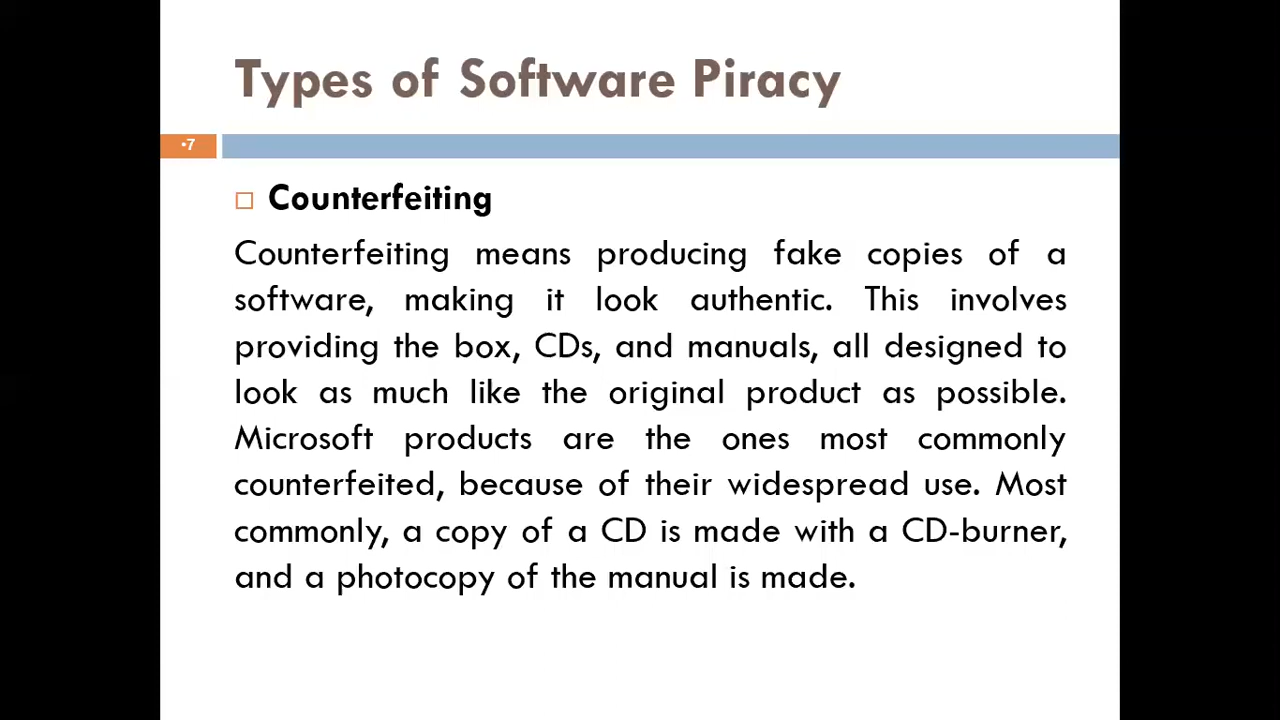 Types of Software Piracy
•7
Counterfeiting
Counterfeiting means producing fake copies of a
software, making it look authentic. This involves
providing the box, CDs, and manuals, all designed to
look as much like the original product as possible.
Microsoft products are the ones most commonly
counterfeited, because of their widespread use. Most
commonly, a copy of a CD is made with a CD-burner,
and a photocopy of the manual is made.